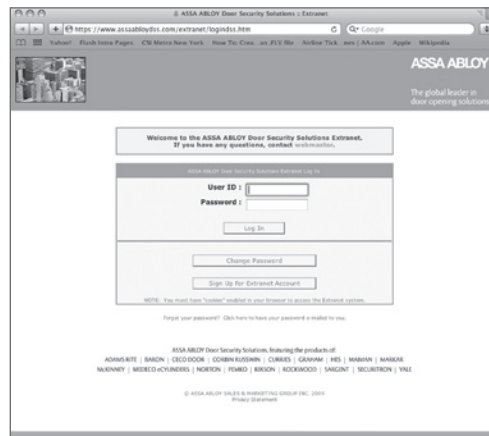 ASSA ABLOY Door Security Solutions : Extranet
https://www.assaabloydss.com/extranet/logindss.htm
Google
Yahoo! Flash Intro Pages CSI Metro New York How To: Crea...an .FLV file Airline Tick...nes | AA.com Apple Wikipedia
ASSA ABLOY
The global leader in
door opening solutions
Welcome to the ASSA ABLOY Door Security Solutions Extranet.
If you have any questions, contact webmaster.
ASSA ABLOY Door Security Solutions Extranet Log In
User ID :
Password :
Log In
Change Password
Sign Up for Extranet Account
NOTE: You must have "cookies" enabled in your browser to access the Extranet system.
Forgot your password? Click here to have your password e-mailed to you.
ASSA ABLOY Door Security Solutions, featuring the products of:
ADAMS RITE | BARON | CECO DOOR | CORBIN RUSSWIN | CURRIES | GRAHAM | HES | MAIMAN | MARKAR
McKINNEY | MEDECO eCYLINDERS | NORTON | PEMKO | RIXSON | ROCKWOOD | SARGENT | SECURITRON | YALE
© ASSA ABLOY SALES & MARKETING GROUP INC. 2009
Privacy Statement